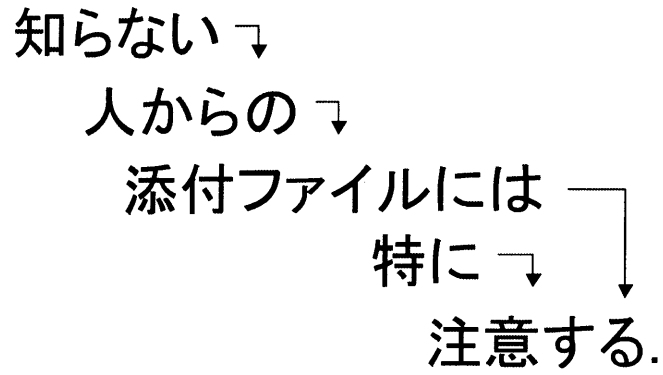 知らない
人からの
添付ファイルには
特に
注意する.